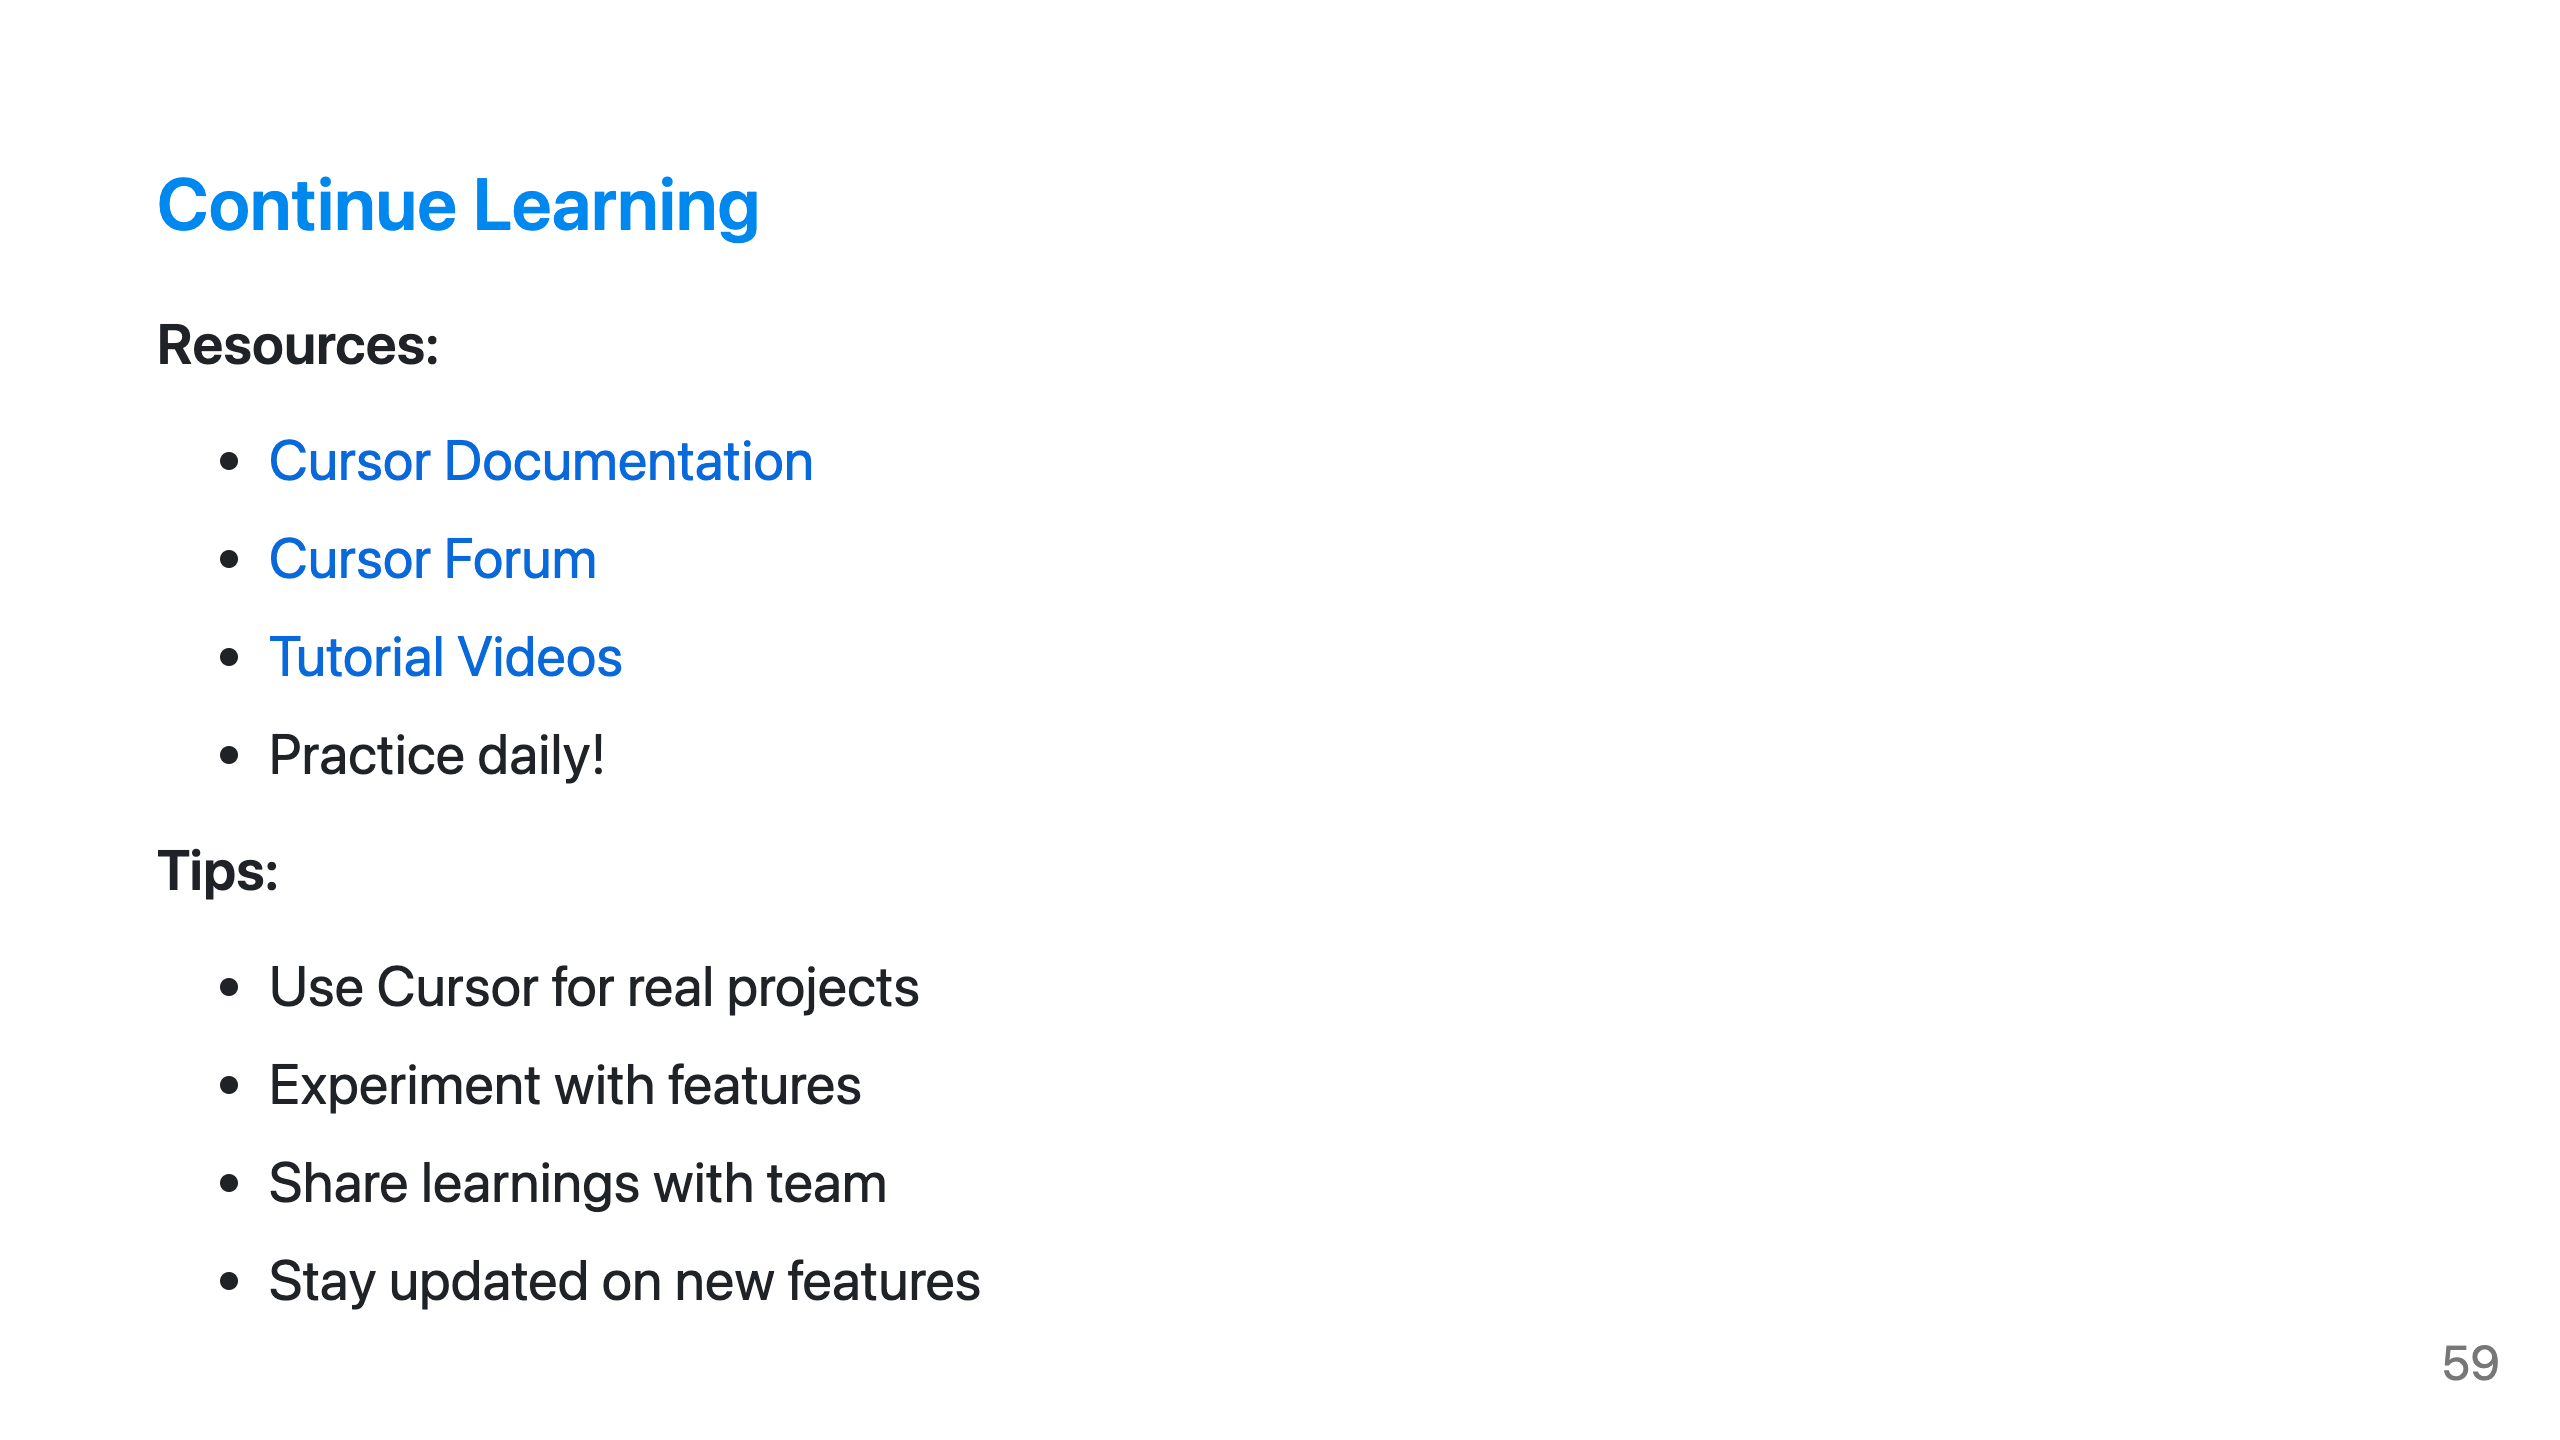 Continue Learning
Resources:
Cursor Documentation
Cursor Forum
Tutorial Videos
Practice daily!
Tips:
Use Cursor for real projects
Experiment with features
Share learnings with team
Stay updated on new features
59